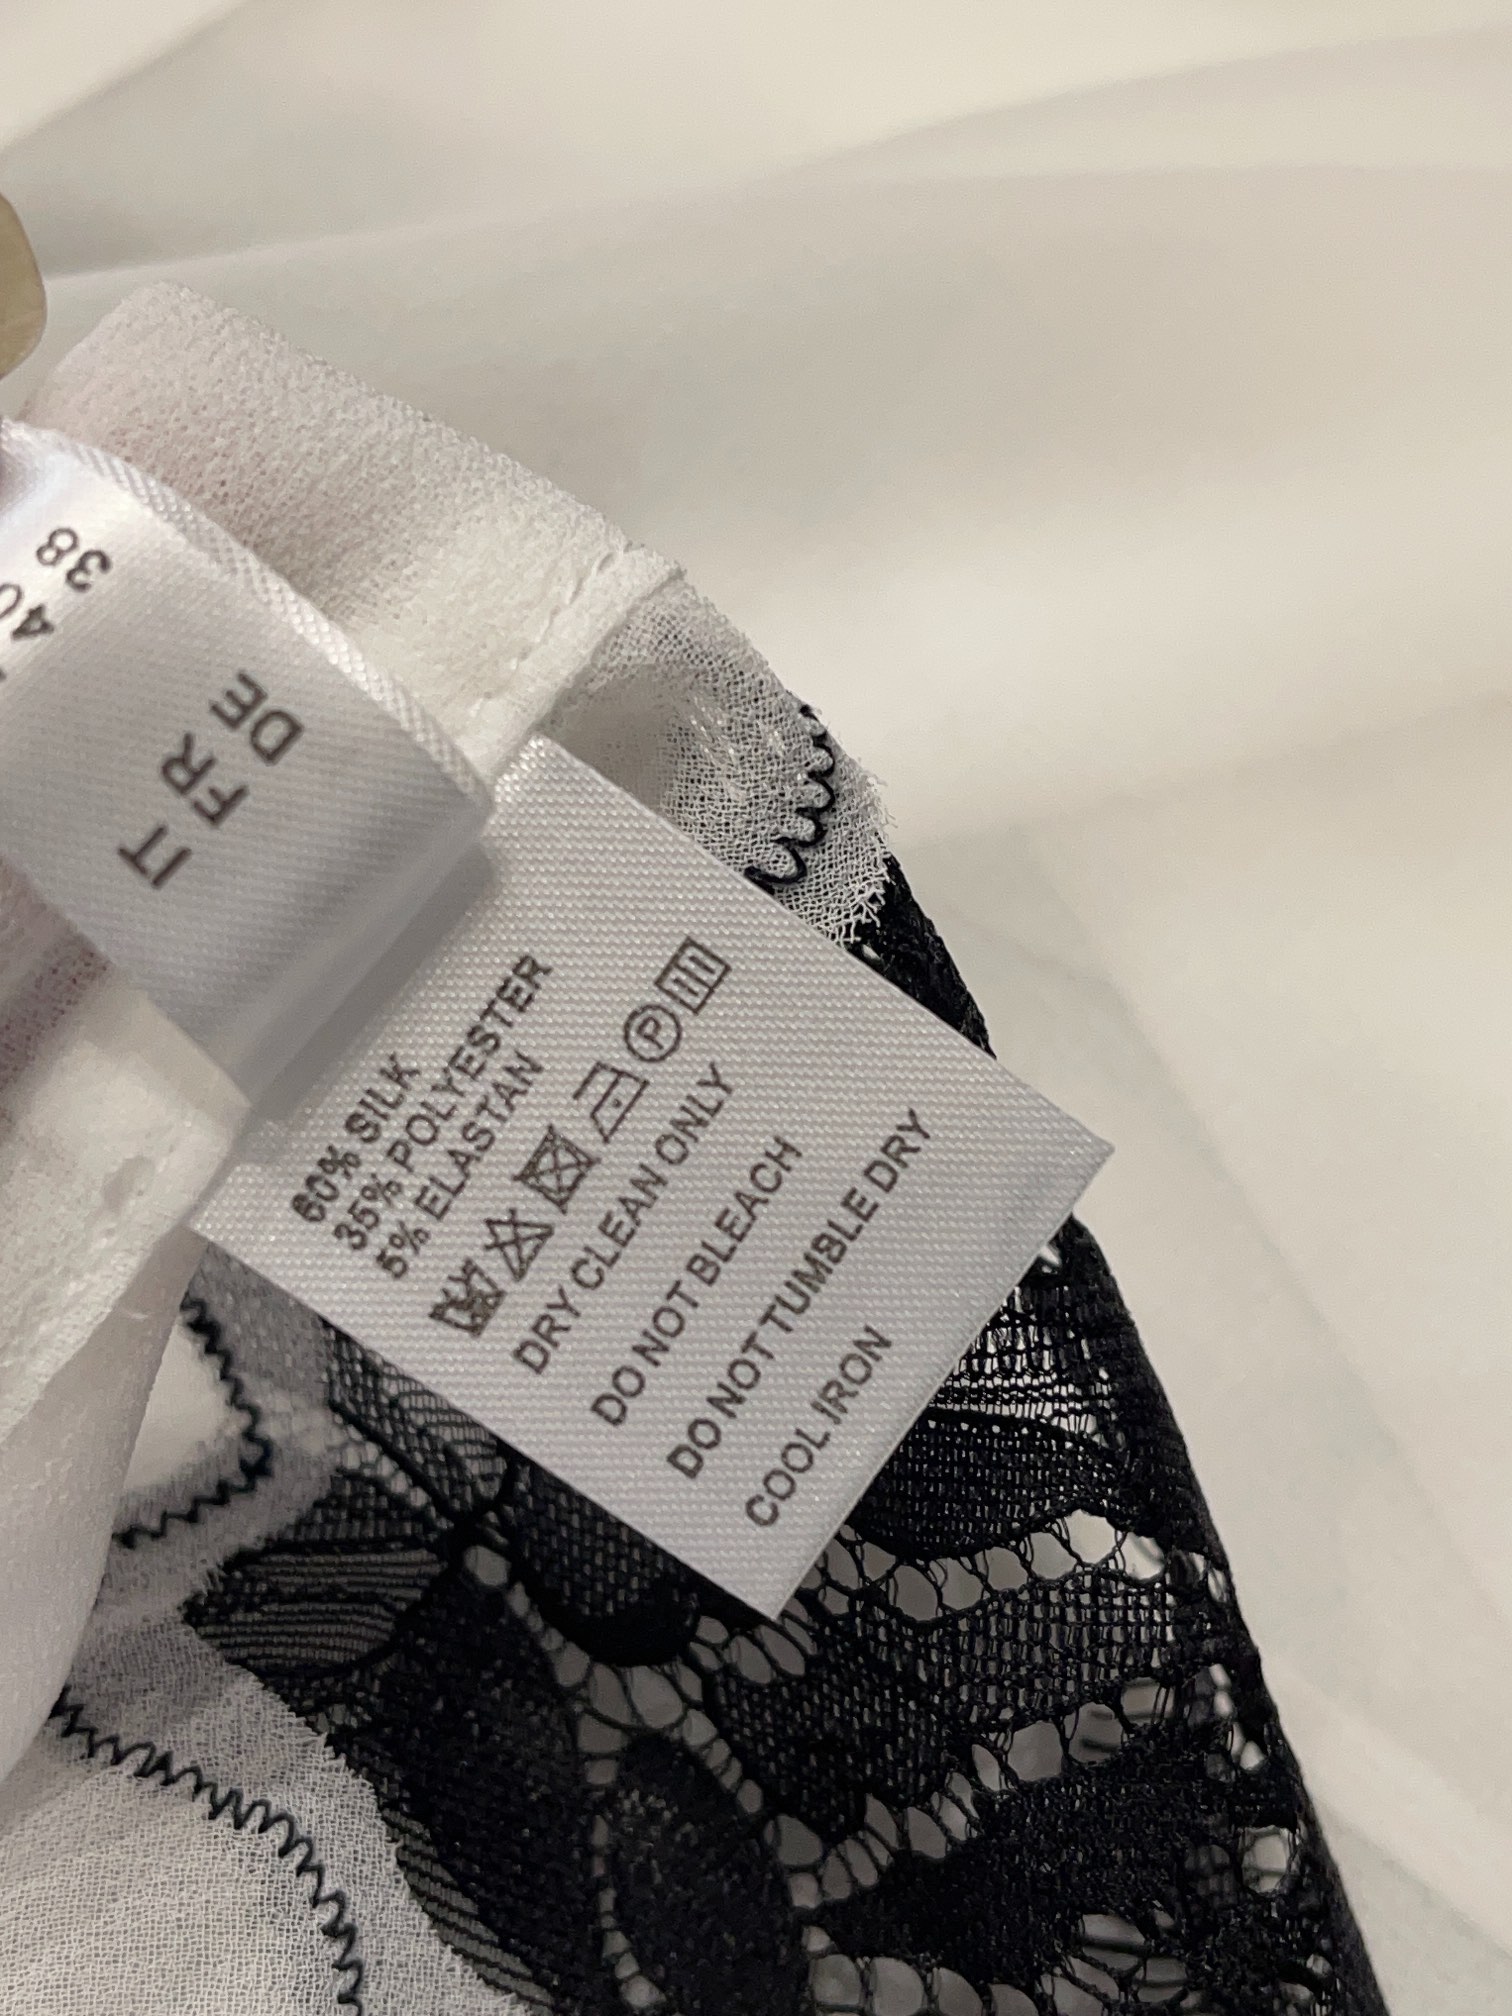 IT
FR 40
DE 38
60% SILK
35% POLYESTER
5% ELASTAN
P
DRY CLEAN ONLY
DO NOT BLEACH
DO NOT TUMBLE DRY
COOL IRON